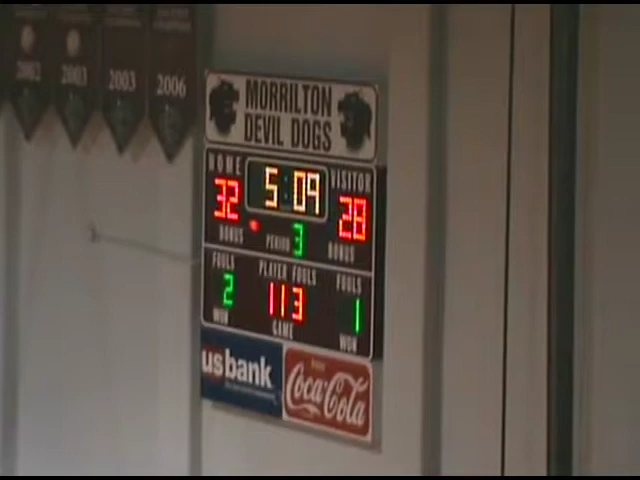 2002 2003 2003 2006
MORRILTON
DEVIL DOGS
HOME VISITOR
32 5:09 28
BONUS PERIOD 3 BONUS
FOULS PLAYER FOULS FOULS
2 113 1
WON GAME WON
usbank Coca-Cola